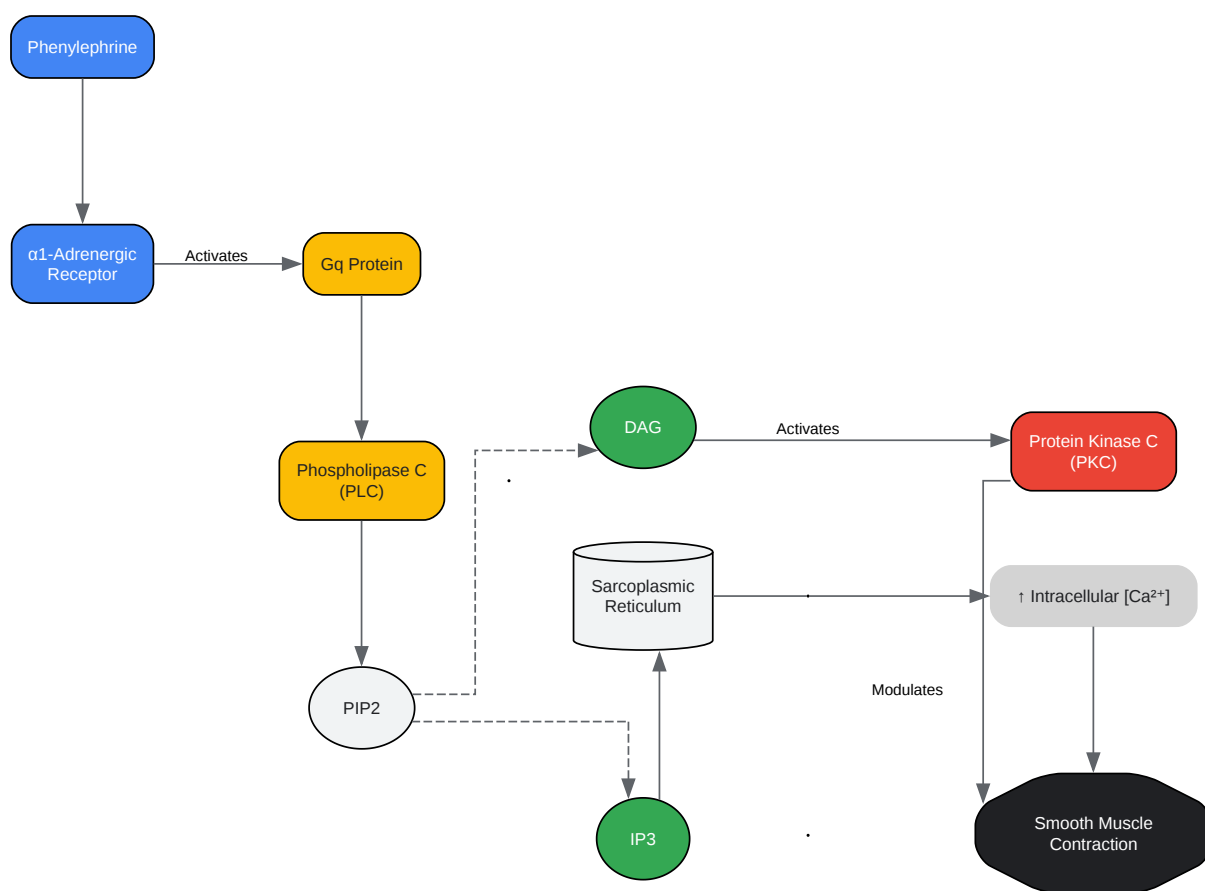 Phenylephrine
α1-Adrenergic
Receptor
Activates
Gq Protein
Phospholipase C
(PLC)
PIP2
DAG
Activates
Protein Kinase C
(PKC)
Sarcoplasmic
Reticulum
↑ Intracellular [Ca²⁺]
Modulates
IP3
Smooth Muscle
Contraction